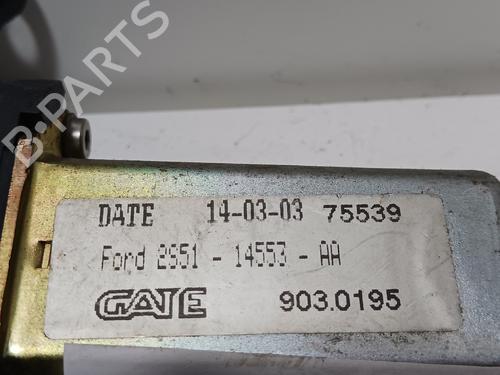 B-PARTS
DATE 14-03-03 75539
Ford 2S51 - 14553 - AA
GATE 903.0195